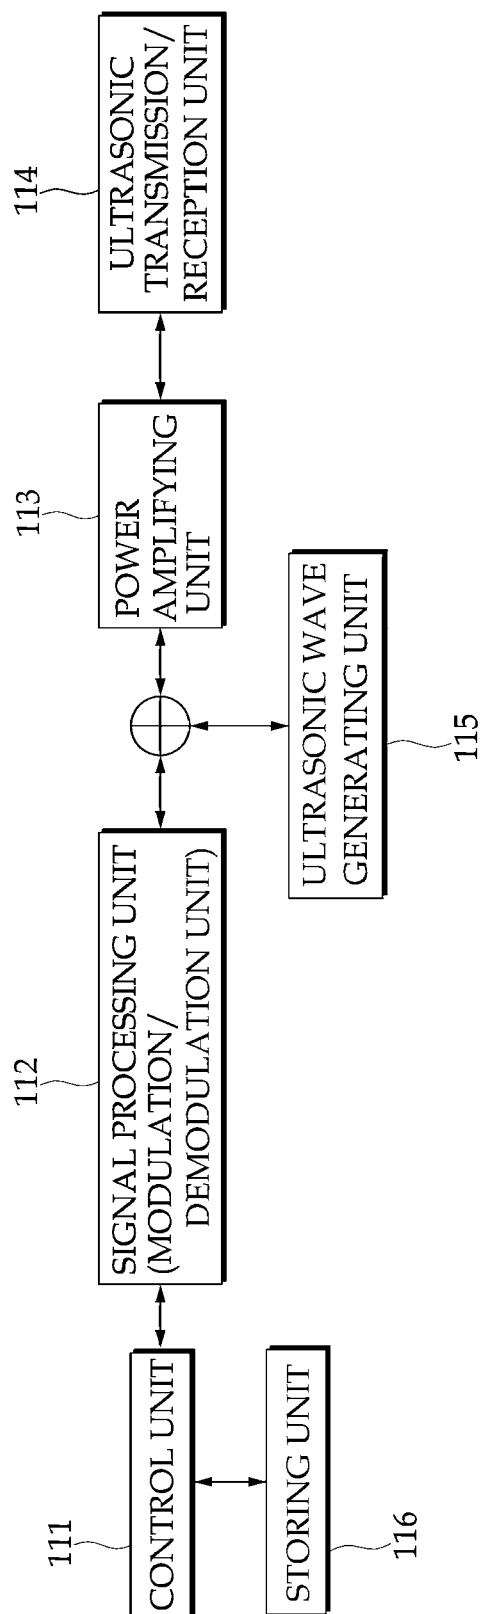 111
CONTROL UNIT
112
SIGNAL PROCESSING UNIT
(MODULATION/
DEMODULATION UNIT)
113
POWER
AMPLIFYING
UNIT
114
ULTRASONIC
TRANSMISSION/
RECEPTION UNIT
STORING UNIT
116
ULTRASONIC WAVE
GENERATING UNIT
115